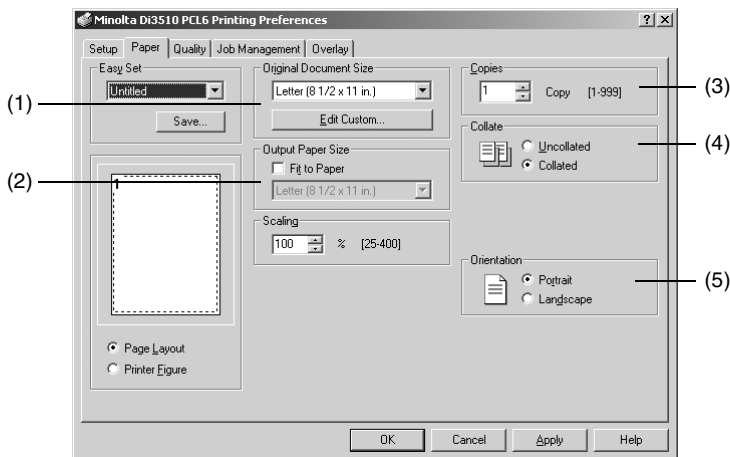 Minolta Di3510 PCL6 Printing Preferences
Setup Paper Quality Job Management Overlay
Easy Set
Untitled
Save...
1
Page Layout
Printer Figure
Original Document Size
Letter (8 1/2 x 11 in.)
Edit Custom...
Output Paper Size
Fit to Paper
Letter (8 1/2 x 11 in.)
Scaling
100 % [25-400]
Copies
1 Copy [1-999]
Collate
Uncollated
Collated
Orientation
Portrait
Landscape
OK Cancel Apply Help
(1)
(2)
(3)
(4)
(5)